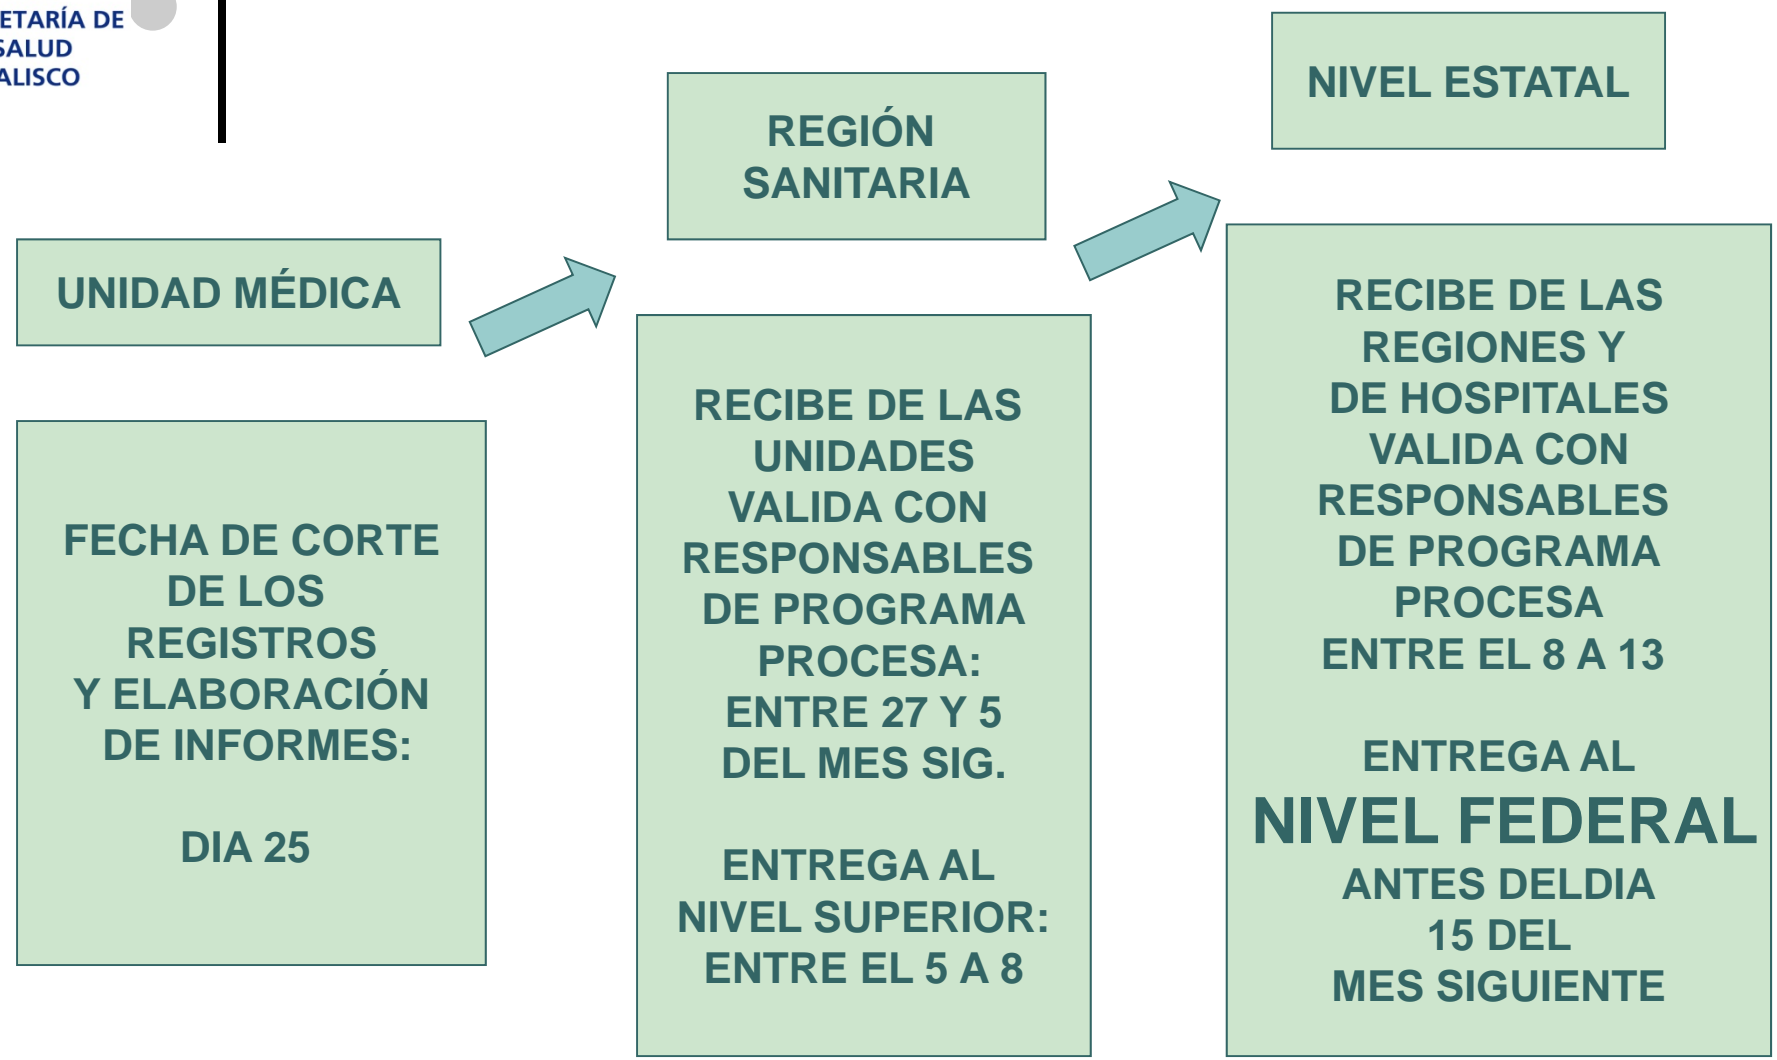 ETARÍA DE
SALUD
ALISCO
UNIDAD MÉDICA
FECHA DE CORTE
DE LOS
REGISTROS
Y ELABORACIÓN
DE INFORMES:
DIA 25
REGIÓN
SANITARIA
RECIBE DE LAS
UNIDADES
VALIDA CON
RESPONSABLES
DE PROGRAMA
PROCESA:
ENTRE 27 Y 5
DEL MES SIG.
ENTREGA AL
NIVEL SUPERIOR:
ENTRE EL 5 A 8
NIVEL ESTATAL
RECIBE DE LAS
REGIONES Y
DE HOSPITALES
VALIDA CON
RESPONSABLES
DE PROGRAMA
PROCESA
ENTRE EL 8 A 13
ENTREGA AL
NIVEL FEDERAL
ANTES DELDIA
15 DEL
MES SIGUIENTE